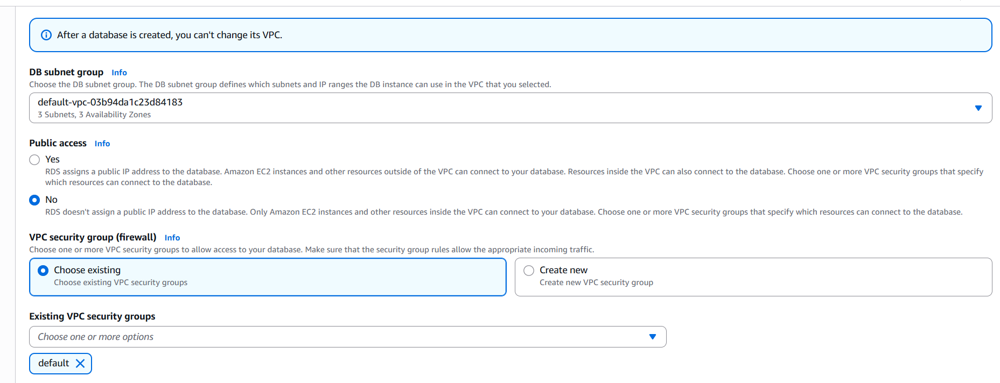 After a database is created, you can't change its VPC.
DB subnet group Info
Choose the DB subnet group. The DB subnet group defines which subnets and IP ranges the DB instance can use in the VPC that you selected.
default-vpc-03b94da1c23d84183
3 Subnets, 3 Availability Zones
Public access Info
Yes
RDS assigns a public IP address to the database. Amazon EC2 instances and other resources outside of the VPC can connect to your database. Resources inside the VPC can also connect to the database. Choose one or more VPC security groups that specify
which resources can connect to the database.
No
RDS doesn't assign a public IP address to the database. Only Amazon EC2 instances and other resources inside the VPC can connect to your database. Choose one or more VPC security groups that specify which resources can connect to the database.
VPC security group (firewall) Info
Choose one or more VPC security groups to allow access to your database. Make sure that the security group rules allow the appropriate incoming traffic.
Choose existing
Choose existing VPC security groups
Create new
Create new VPC security group
Existing VPC security groups
Choose one or more options
default